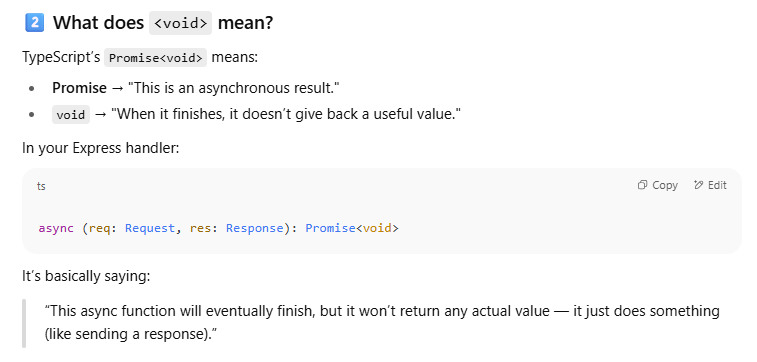 2 What does <void> mean?
TypeScript’s Promise<void> means:
• Promise → "This is an asynchronous result."
• void → "When it finishes, it doesn’t give back a useful value."
In your Express handler:
ts Copy Edit
async (req: Request, res: Response): Promise<void>
It’s basically saying:
“This async function will eventually finish, but it won’t return any actual value — it just does something
(like sending a response).”